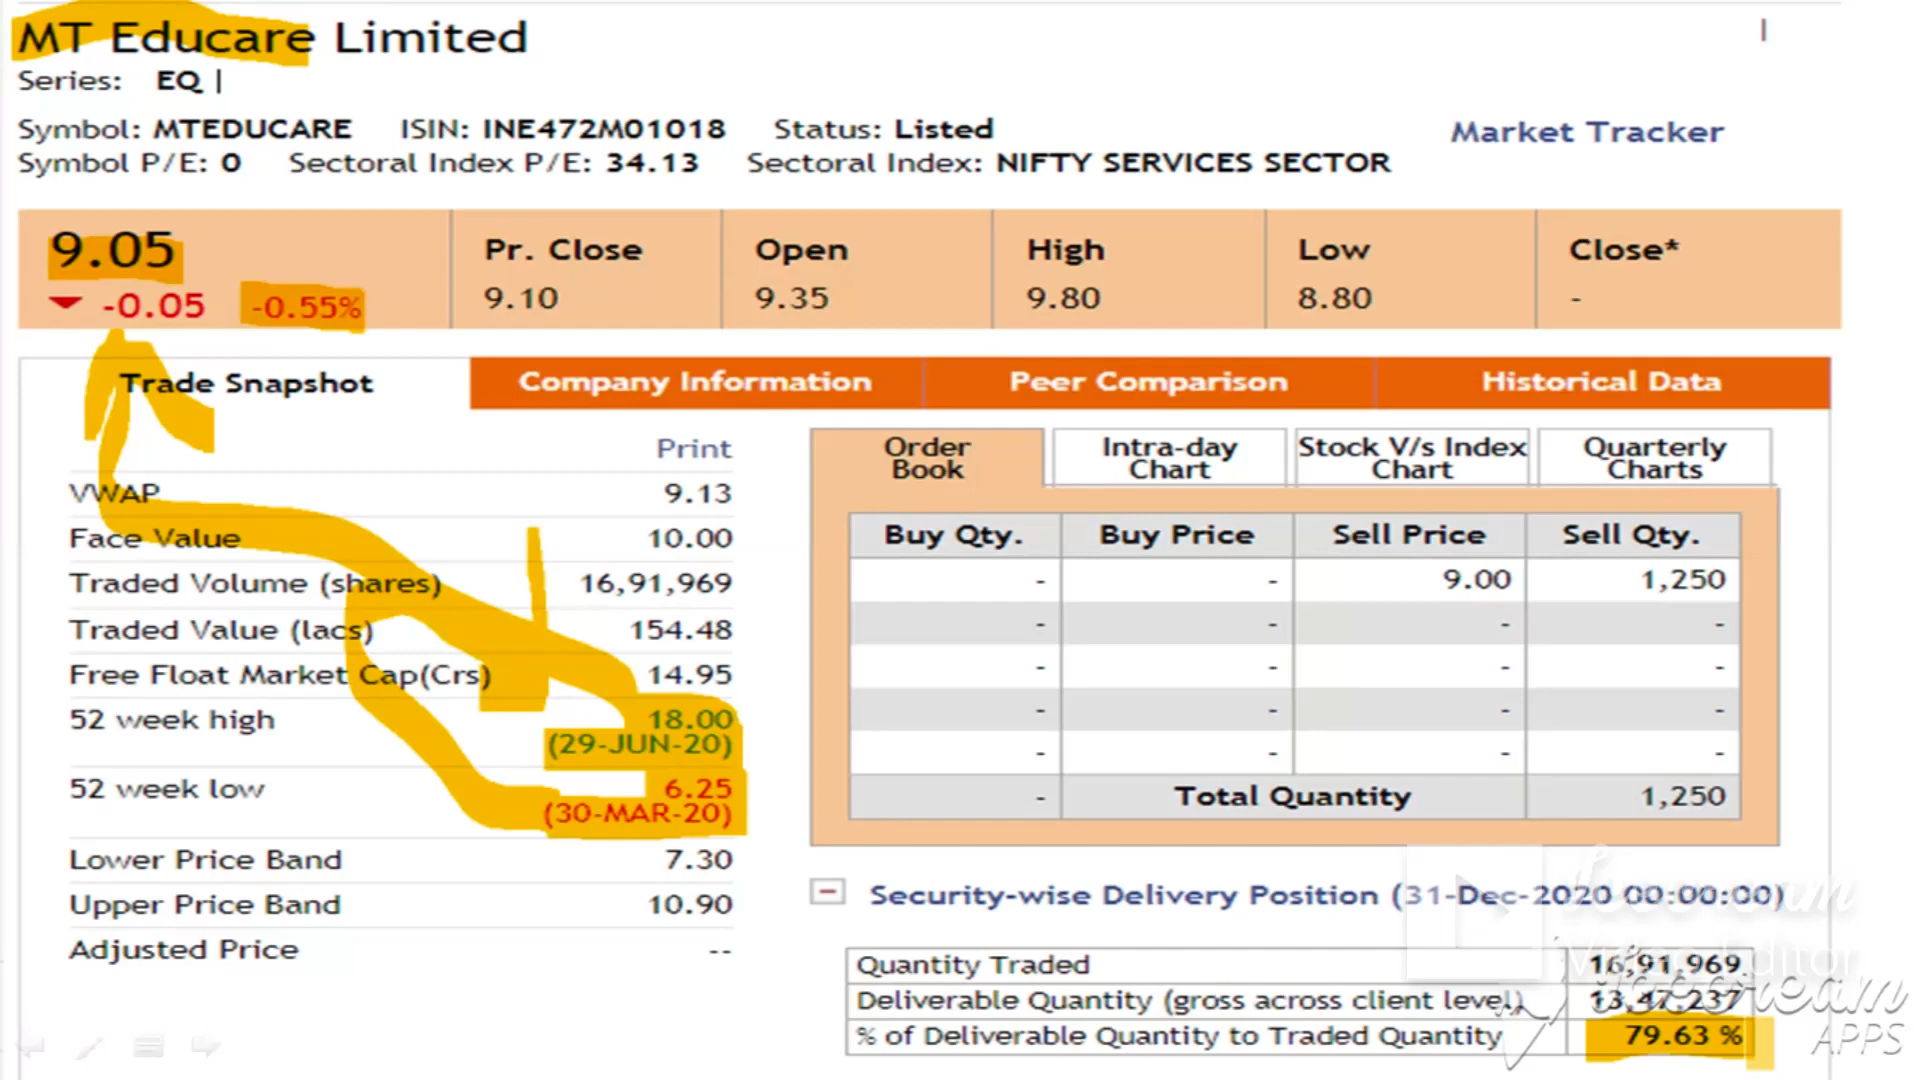 MT Educare Limited
Series: EQ |
Symbol: MTEDUCARE ISIN: INE472M01018 Status: Listed
Market Tracker
Symbol P/E: 0 Sectoral Index P/E: 34.13 Sectoral Index: NIFTY SERVICES SECTOR
9.05
-0.05 -0.55%
Pr. Close Open High Low Close*
9.10 9.35 9.80 8.80 -
Trade Snapshot Company Information Peer Comparison Historical Data
Print
VWAP 9.13
Face Value 10.00
Traded Volume (shares) 16,91,969
Traded Value (lacs) 154.48
Free Float Market Cap(Crs) 14.95
52 week high 18.00
(29-JUN-20)
52 week low 6.25
(30-MAR-20)
Lower Price Band 7.30
Upper Price Band 10.90
Adjusted Price --
Order Book Intra-day Chart Stock V/s Index Chart Quarterly Charts
Buy Qty. Buy Price Sell Price Sell Qty.
- - 9.00 1,250
- - - -
- - - -
- - - -
- - - -
- Total Quantity 1,250
Security-wise Delivery Position (31-Dec-2020 00:00:00)
Quantity Traded 16,91,969
Deliverable Quantity (gross across client level) 13,47,237
% of Deliverable Quantity to Traded Quantity 79.63 %
Icecream
Video Editor
Icecream
APPS